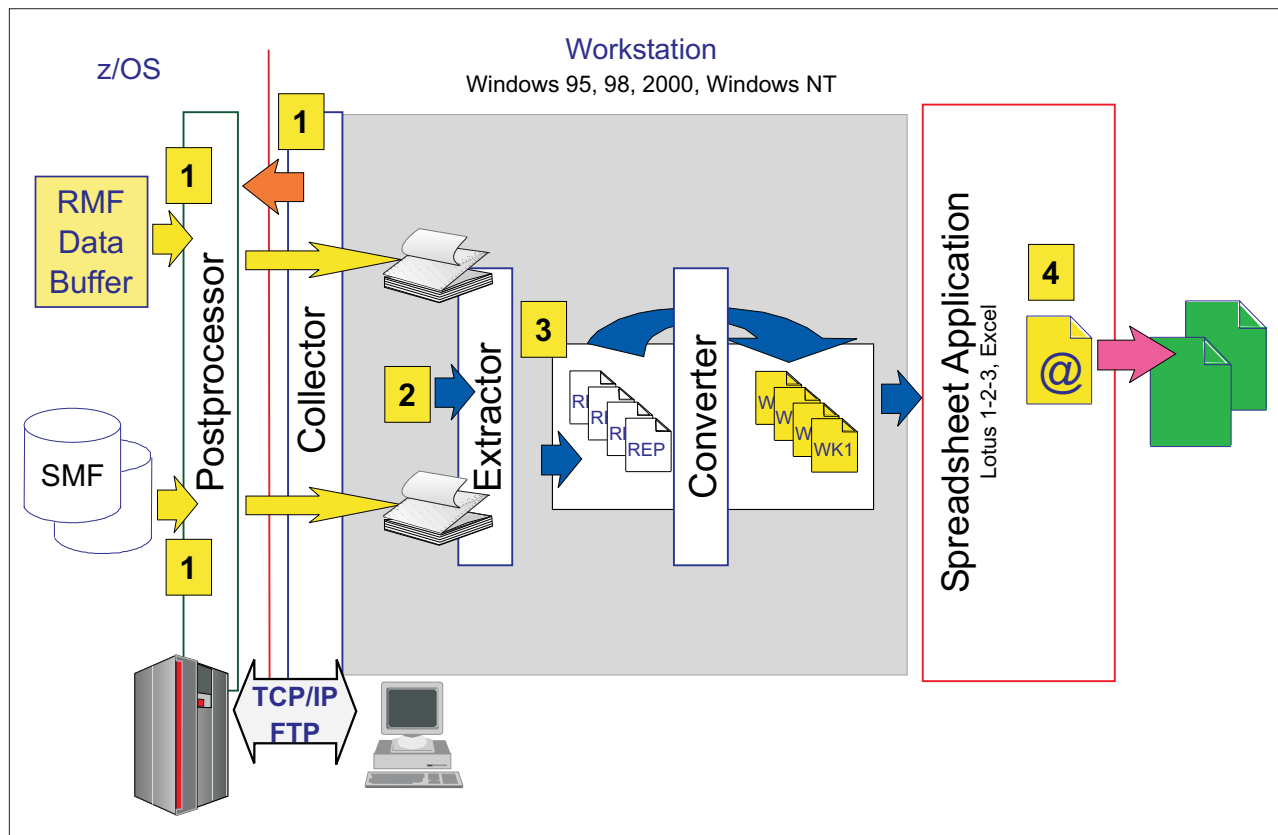 z/OS
Workstation
Windows 95, 98, 2000, Windows NT
1
1
RMF
Data
Buffer
Postprocessor
Collector
SMF
1
2
Extractor
3
REP
Converter
W
W
W
WK1
Spreadsheet Application
Lotus 1-2-3, Excel
4
@
TCP/IP
FTP